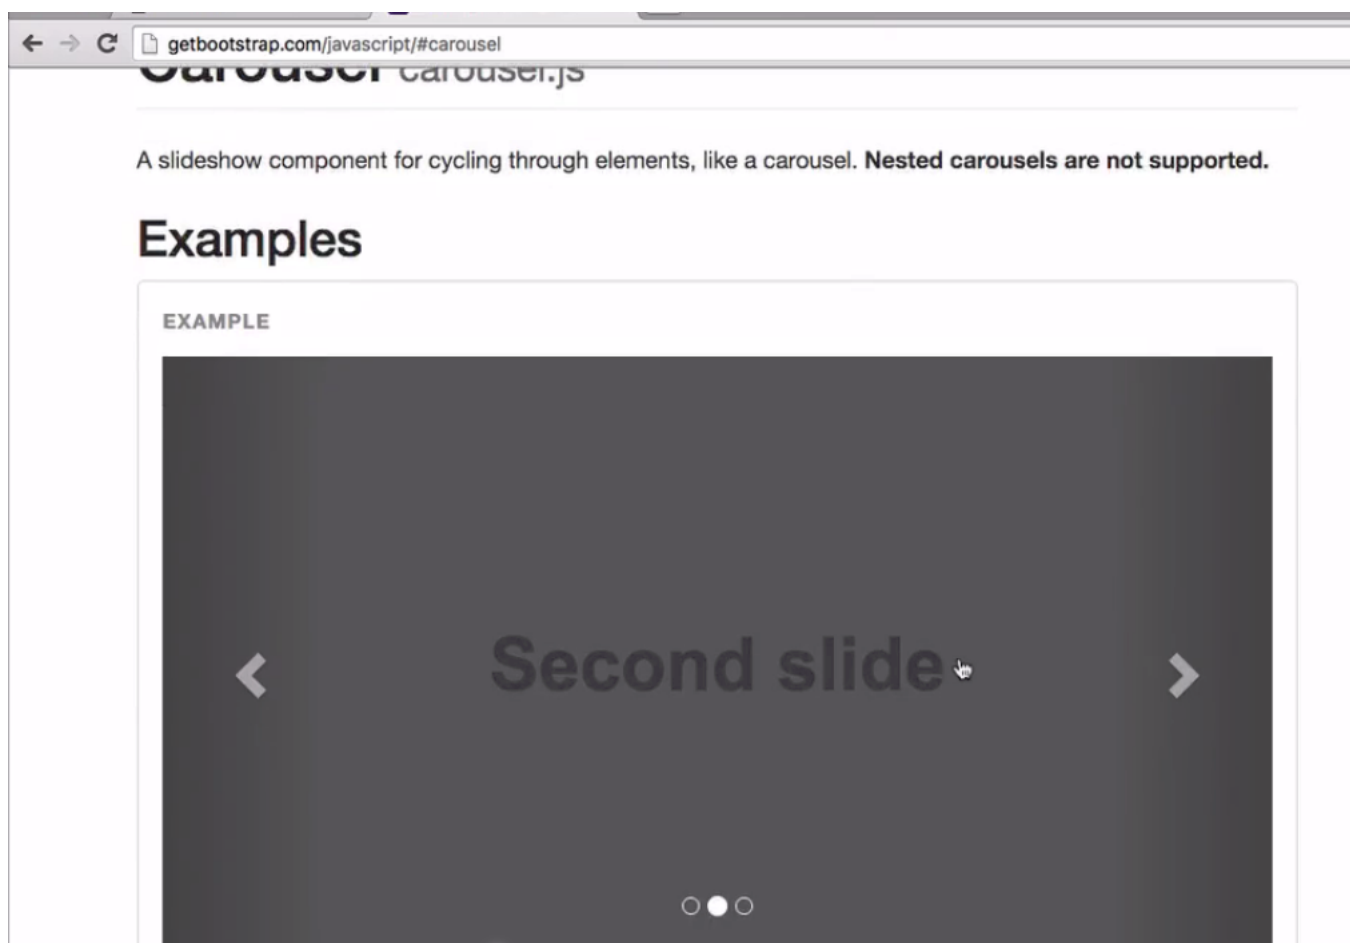 getbootstrap.com/javascript/#carousel
Carousel carousel.js
A slideshow component for cycling through elements, like a carousel. Nested carousels are not supported.
Examples
EXAMPLE
Second slide